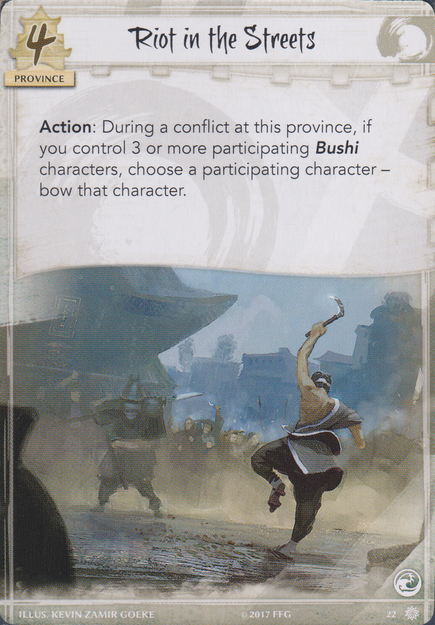 4
PROVINCE
Riot in the Streets
Action: During a conflict at this province, if
you control 3 or more participating Bushi
characters, choose a participating character –
bow that character.
ILLUS. KEVIN ZAMIR GOEKE
© 2017 FFG
22